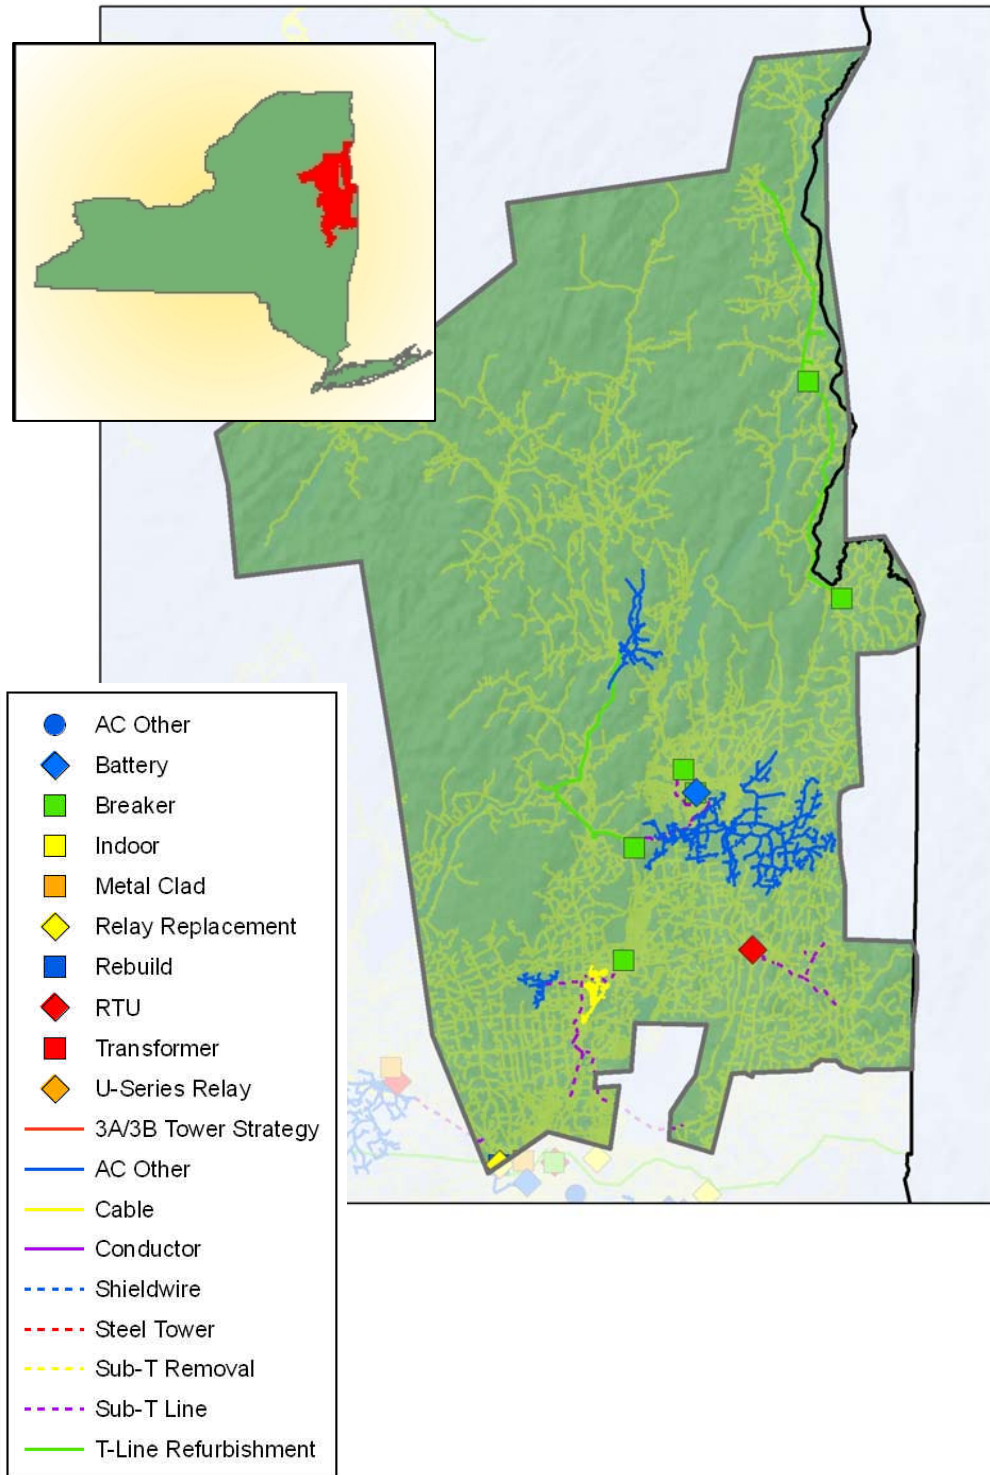 AC Other
Battery
Breaker
Indoor
Metal Clad
Relay Replacement
Rebuild
RTU
Transformer
U-Series Relay
3A/3B Tower Strategy
AC Other
Cable
Conductor
Shieldwire
Steel Tower
Sub-T Removal
Sub-T Line
T-Line Refurbishment